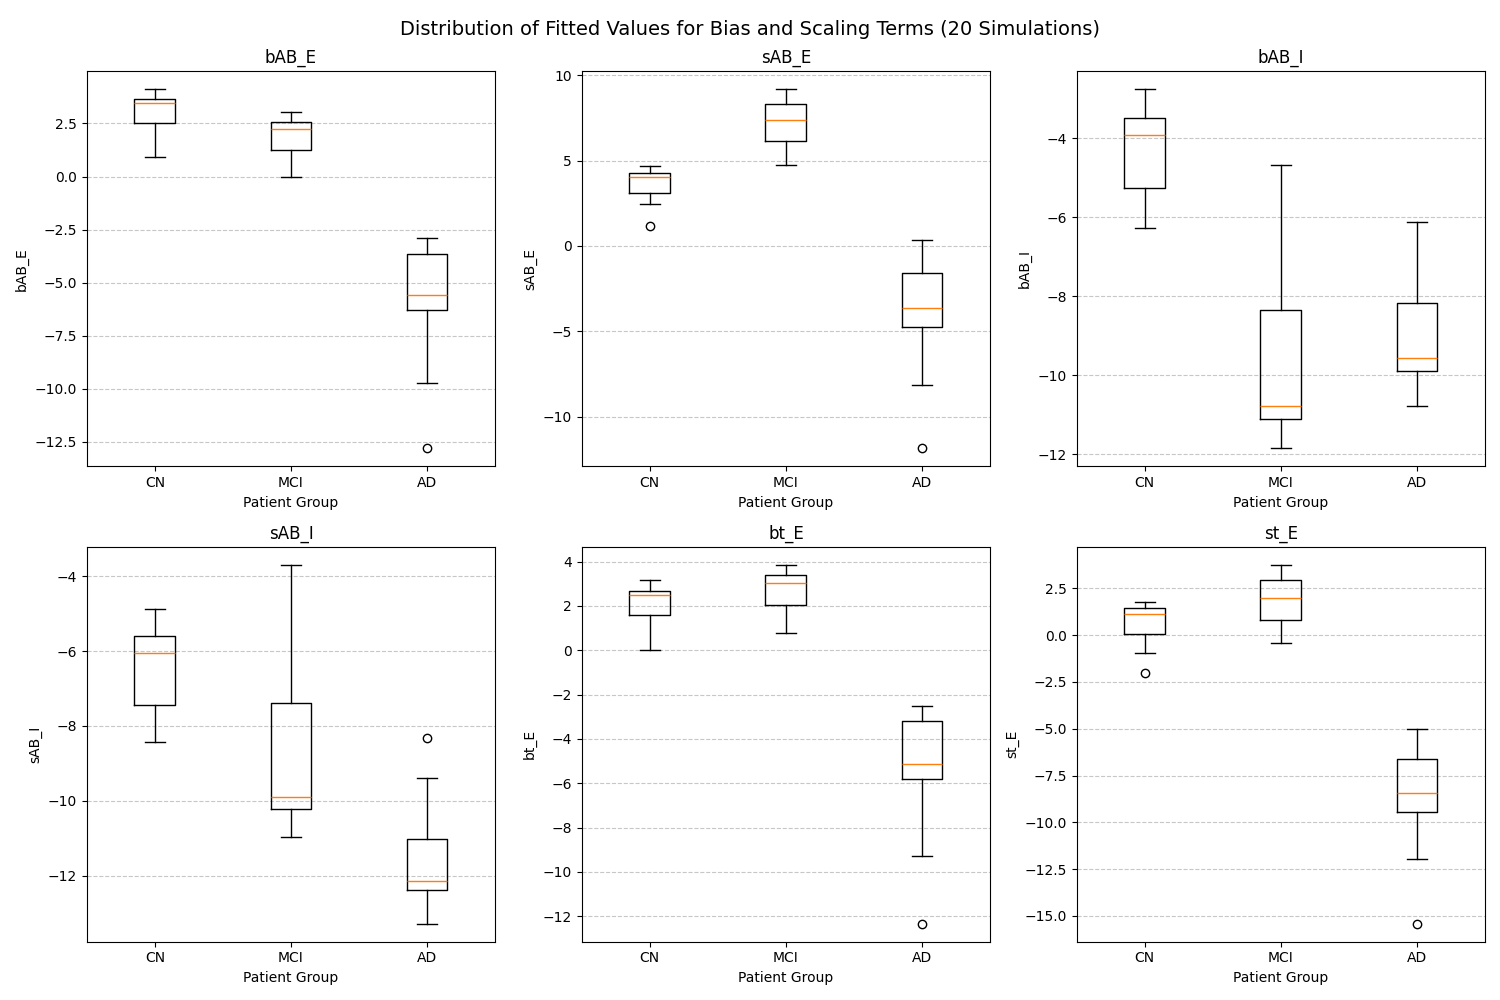 Distribution of Fitted Values for Bias and Scaling Terms (20 Simulations)
bAB_E
2.5
0.0
−2.5
−5.0
−7.5
−10.0
−12.5
bAB_E
CN MCI AD
Patient Group
sAB_E
10
5
0
−5
−10
sAB_E
CN MCI AD
Patient Group
bAB_I
−4
−6
−8
−10
−12
bAB_I
CN MCI AD
Patient Group
sAB_I
−4
−6
−8
−10
−12
sAB_I
CN MCI AD
Patient Group
bt_E
4
2
0
−2
−4
−6
−8
−10
−12
bt_E
CN MCI AD
Patient Group
st_E
2.5
0.0
−2.5
−5.0
−7.5
−10.0
−12.5
−15.0
st_E
CN MCI AD
Patient Group